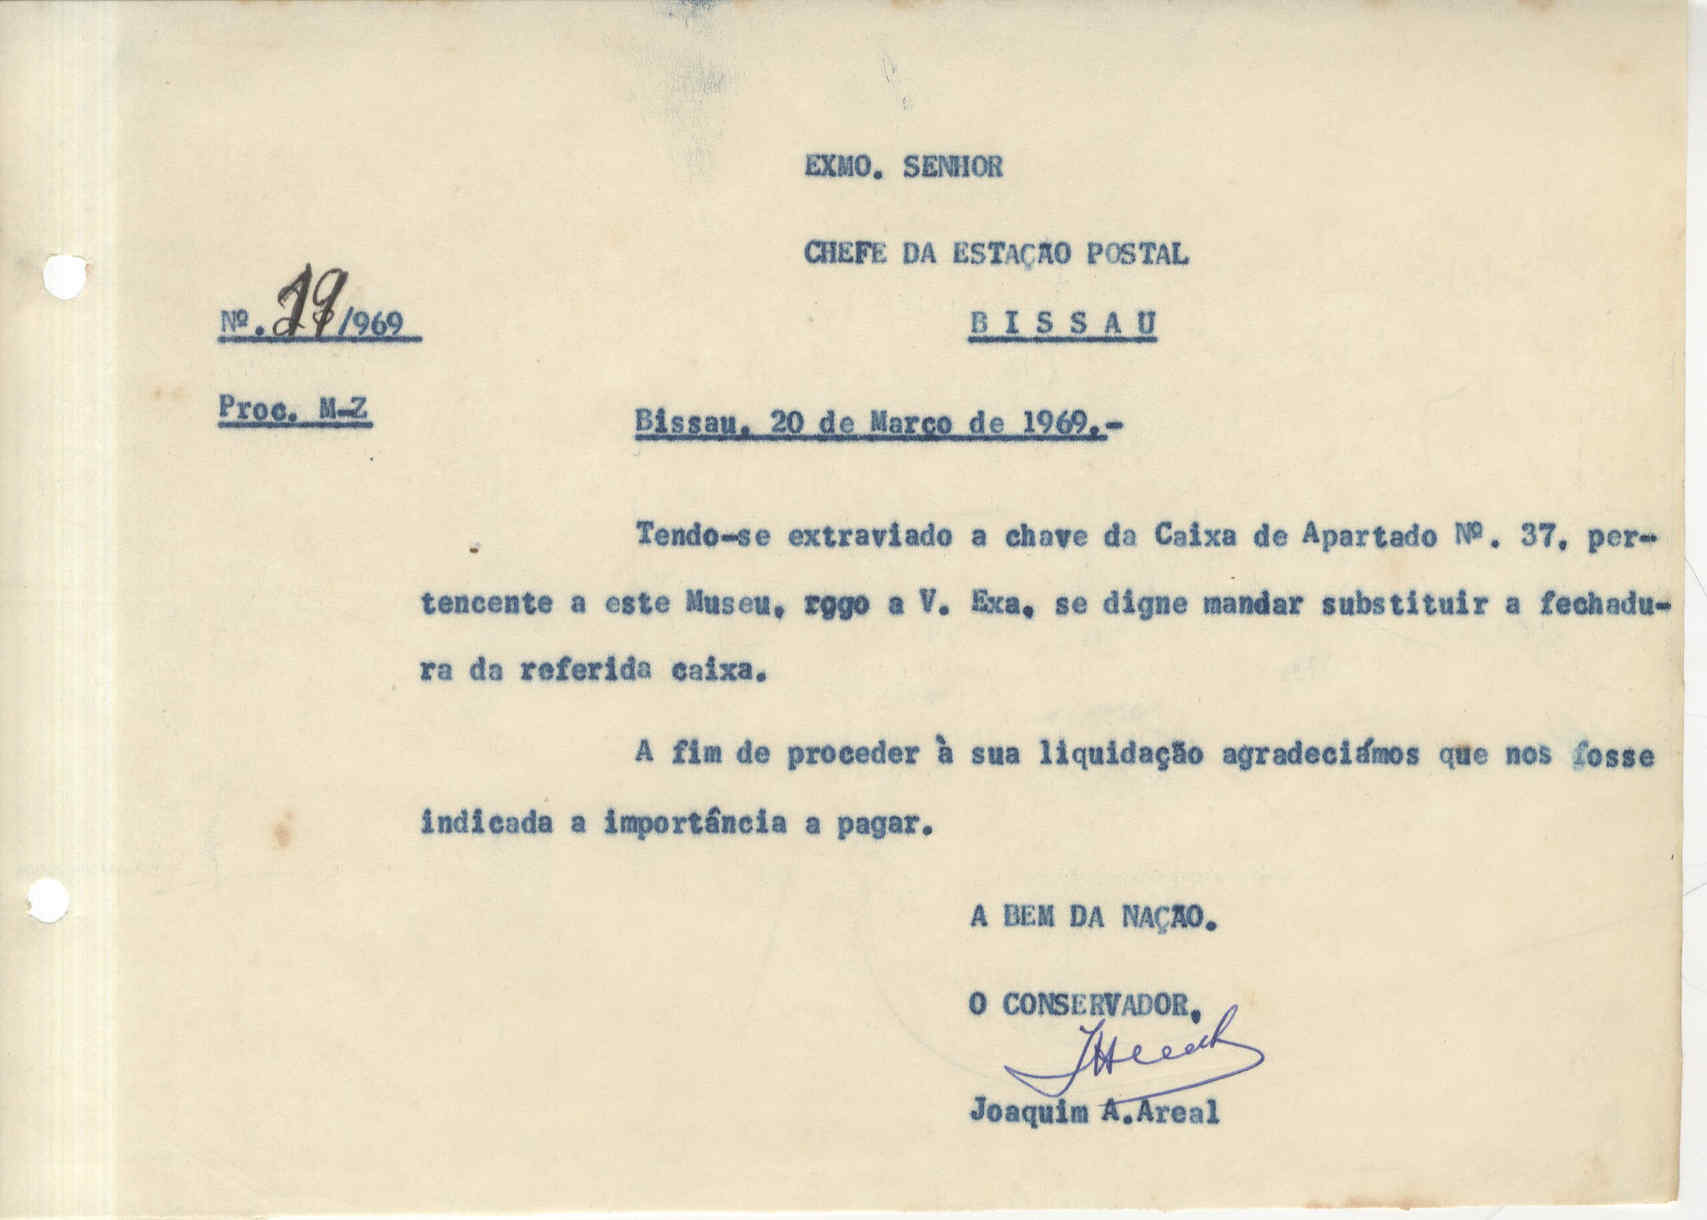 EXMO. SENHOR
CHEFE DA ESTAÇÃO POSTAL
Nº. /969
B I S S A U
Proc. M-Z
Bissau, 20 de Março de 1969.-
Tendo-se extraviado a chave da Caixa de Apartado Nº. 37, per-
tencente a este Museu, rogo a V. Exa. se digne mandar substituir a fechadu-
ra da referida caixa.
A fim de proceder à sua liquidação agradeciámos que nos fosse
indicada a importância a pagar.
A BEM DA NAÇÃO.
O CONSERVADOR,
Joaquim A.Areal